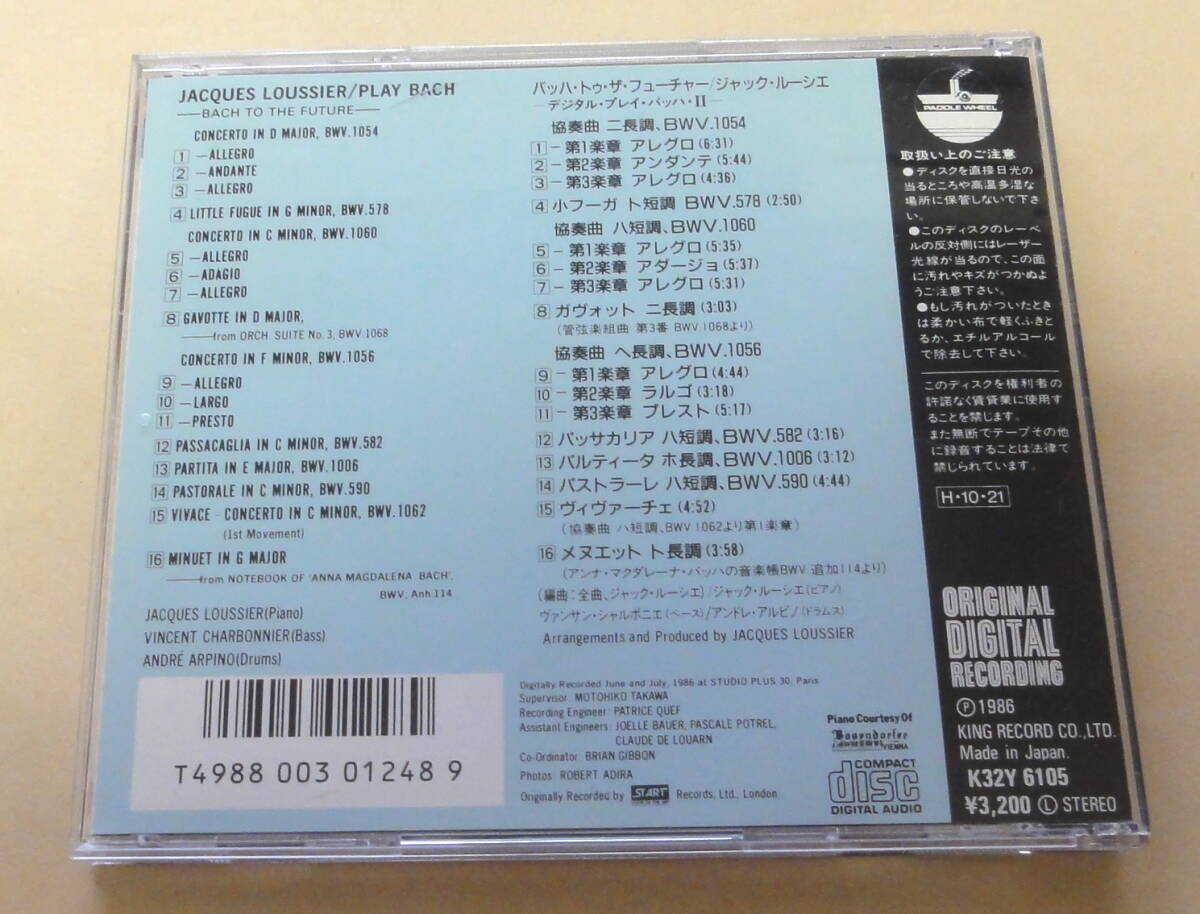 JACQUES LOUSSIER/PLAY BACH
BACH TO THE FUTURE
CONCERTO IN D MAJOR, BWV.1054
1 –ALLEGRO
2 –ANDANTE
3 –ALLEGRO
4 LITTLE FUGUE IN G MINOR, BWV.578
CONCERTO IN C MINOR, BWV.1060
5 –ALLEGRO
6 –ADAGIO
7 –ALLEGRO
8 GAVOTTE IN D MAJOR,
from ORCH. SUITE No. 3, BWV.1068
CONCERTO IN F MINOR, BWV.1056
9 –ALLEGRO
10 –LARGO
11 –PRESTO
12 PASSACAGLIA IN C MINOR, BWV.582
13 PARTITA IN E MAJOR, BWV.1006
14 PASTORALE IN C MINOR, BWV.590
15 VIVACE–CONCERTO IN C MINOR, BWV.1062
(1st Movement)
16 MINUET IN G MAJOR
from NOTEBOOK OF 'ANNA MAGDALENA BACH',
BWV, Anh.114
JACQUES LOUSSIER(Piano)
VINCENT CHARBONNIER(Bass)
ANDRÉ ARPINO(Drums)
T4988 003 01248 9
バッハ・トゥ・ザ・フューチャー/ジャック・ルーシエ
—デジタル・プレイ・バッハ・II—
協奏曲 ニ長調、BWV.1054
1 –第1楽章 アレグロ(6:31)
2 –第2楽章 アンダンテ(5:44)
3 –第3楽章 アレグロ(4:36)
4 小フーガ ト短調 BWV.578(2:50)
協奏曲 ハ短調、BWV.1060
5 –第1楽章 アレグロ(5:35)
6 –第2楽章 アダージョ(5:37)
7 –第3楽章 アレグロ(5:31)
8 ガヴォット ニ長調(3:03)
(管弦楽組曲 第3番 BWV.1068より)
協奏曲 ヘ長調、BWV.1056
9 –第1楽章 アレグロ(4:44)
10 –第2楽章 ラルゴ(3:18)
11 –第3楽章 プレスト(5:17)
12 パッサカリア ハ短調、BWV.582(3:16)
13 パルティータ ホ長調、BWV.1006(3:12)
14 パストラーレ ハ短調、BWV.590(4:44)
15 ヴィヴァーチェ(4:52)
(協奏曲 ハ短調、BWV.1062より第1楽章)
16 メヌエット ト長調(3:58)
(アンナ・マクダレーナ・バッハの音楽帳BWV. 追加114より)
(編曲:全曲、ジャック・ルーシエ)/ジャック・ルーシエ(ピアノ)
ヴァンサン・シャルボニエ(ベース)/アンドレ・アルピノ(ドラムス)
Arrangements and Produced by JACQUES LOUSSIER
Digitally Recorded June and July, 1986 at STUDIO PLUS 30. Paris
Supervisor: MOTOHIKO TAKAWA
Recording Engineer: PATRICE QUEF
Assistant Engineers: JOELLE BAUER, PASCALE POTREL,
CLAUDE DE LOUARN
Co-Ordinator: BRIAN GIBBON
Photos: ROBERT ADIRA
Originally Recorded by START Records, Ltd., London
Piano Courtesy Of
Bösendorfer
VIENNA
COMPACT
disc
DIGITAL AUDIO
PADDLE WHEEL
取扱い上のご注意
●ディスクを直接日光の
当るところや高温多湿な
場所に保管しないで下さ
い。
●このディスクのレーベ
ルの反対側にはレーザー
光線が当るので、この面
に汚れやキズがつかぬよ
うご注意下さい。
●もし汚れがついたとき
は柔かい布で軽くふきと
るか、エチルアルコール
で除去して下さい。
このディスクを権利者の
許諾なく賃貸業に使用す
ることを禁じます。
また無断でテープその他
に録音することは法律で
禁じられています。
H・10・21
ORIGINAL
DIGITAL
RECORDING
Ⓟ1986
KING RECORD CO.,LTD.
Made in Japan.
K32Y 6105
¥3,200 Ⓛ STEREO